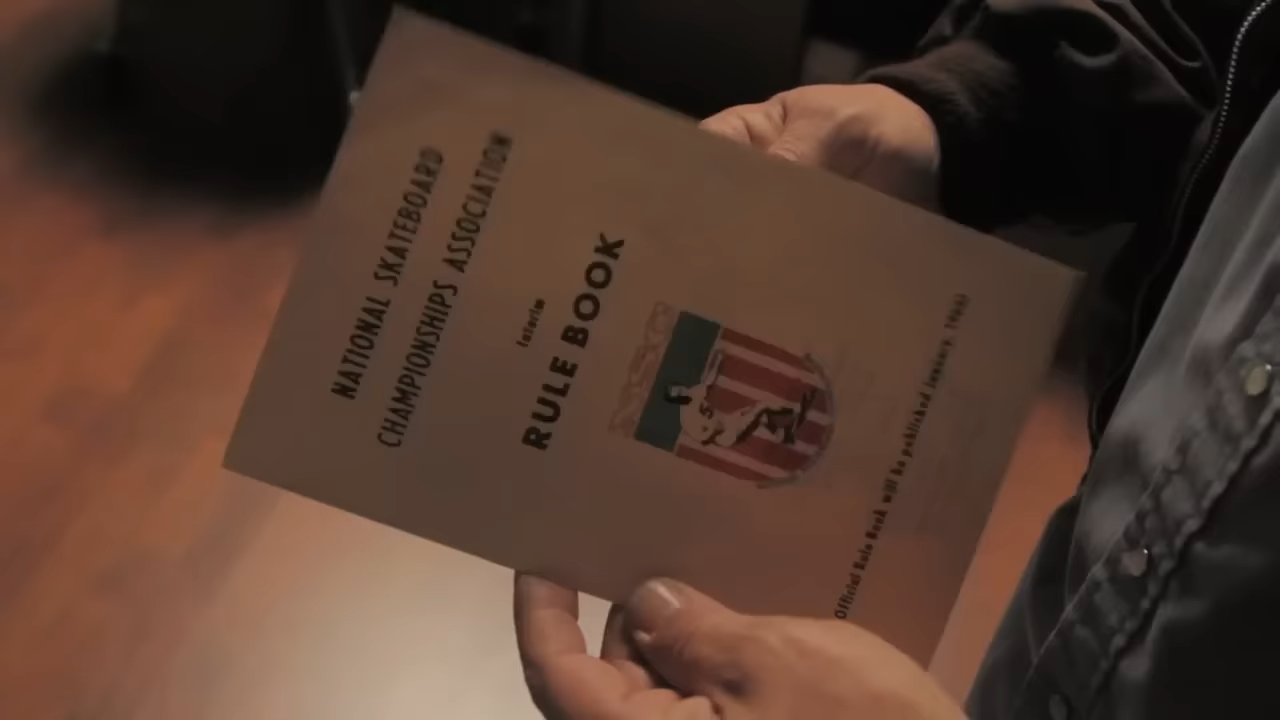 NATIONAL SKATEBOARD
CHAMPIONSHIPS ASSOCIATION
Interim
RULE BOOK
Official Rule Book will be published January, 1966)